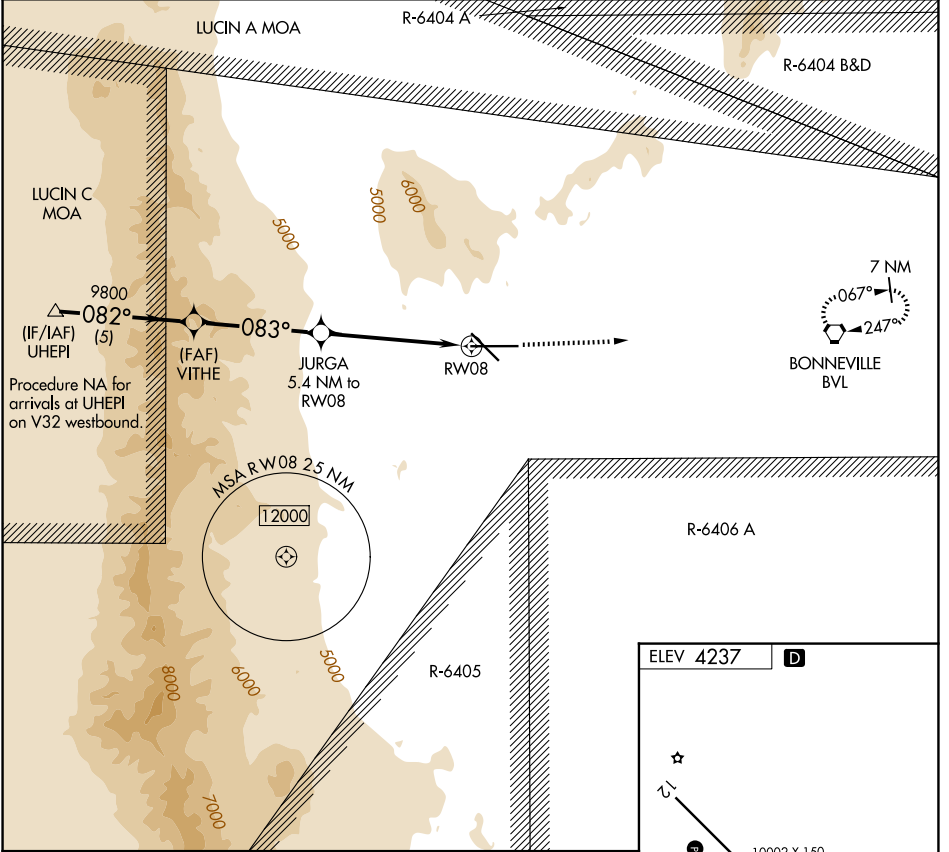 LUCIN A MOA
R-6404 A
R-6404 B&D
LUCIN C
MOA
5000
6000
5000
7 NM
067°
247°
BONNEVILLE
BVL
9800
082°
(5)
(IF/IAF)
UHEPI
(FAF)
VITHE
083°
JURGA
5.4 NM to
RW08
RW08
Procedure NA for
arrivals at UHEPI
on V32 westbound.
MSA RW08 25 NM
12000
R-6406 A
R-6405
8000
6000
5000
7000
ELEV 4237
D
12
P
10002 X 150